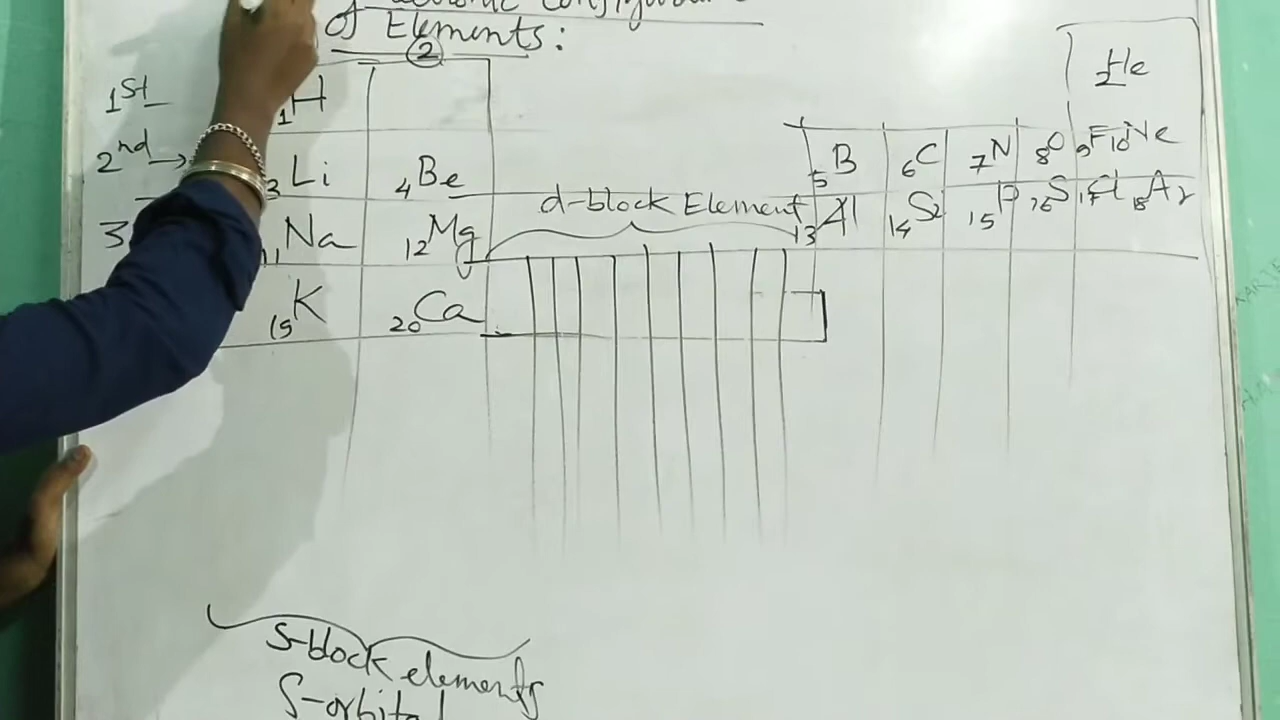 of Elements:
2
1st 1H 2He
2nd → 3Li 4Be 5B 6C 7N 8O 9F 10Ne
3 11Na 12Mg d-block Element 13Al 14Si 15P 16S 17Cl 18Ar
19K 20Ca
S-block elements
S-orbital